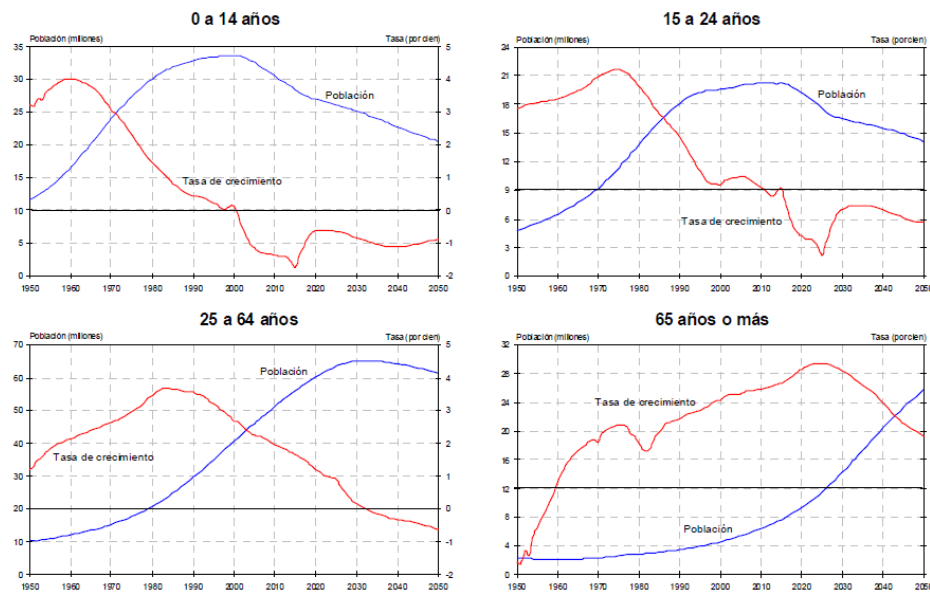 0 a 14 años
Población (millones) Tasa (por cien)
35 30 25 20 15 10 5 0
5 4 3 2 1 0 -1 -2
Población
Tasa de crecimiento
1950 1960 1970 1980 1990 2000 2010 2020 2030 2040 2050
15 a 24 años
Población (millones) Tasa (por cien)
24 21 18 15 12 9 6 3 0
Población
Tasa de crecimiento
1950 1960 1970 1980 1990 2000 2010 2020 2030 2040 2050
25 a 64 años
Población (millones) Tasa (por cien)
70 60 50 40 30 20 10 0
5 4 3 2 1 0 -1 -2
Población
Tasa de crecimiento
1950 1960 1970 1980 1990 2000 2010 2020 2030 2040 2050
65 años o más
Población (millones) Tasa (por cien)
32 28 24 20 16 12 8 4 0
Tasa de crecimiento
Población
1950 1960 1970 1980 1990 2000 2010 2020 2030 2040 2050